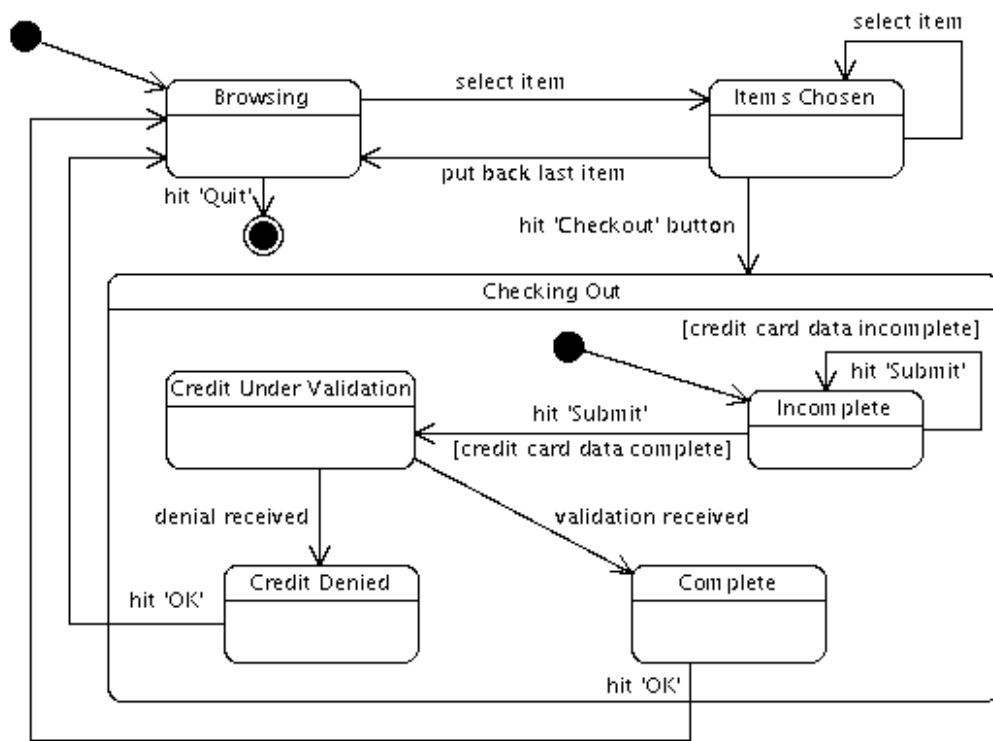 select item
Browsing
select item
Items Chosen
put back last item
hit 'Quit'
hit 'Checkout' button
Checking Out
[credit card data incomplete]
hit 'Submit'
Credit Under Validation
Incomplete
hit 'Submit'
[credit card data complete]
denial received
validation received
Credit Denied
Complete
hit 'OK'
hit 'OK'